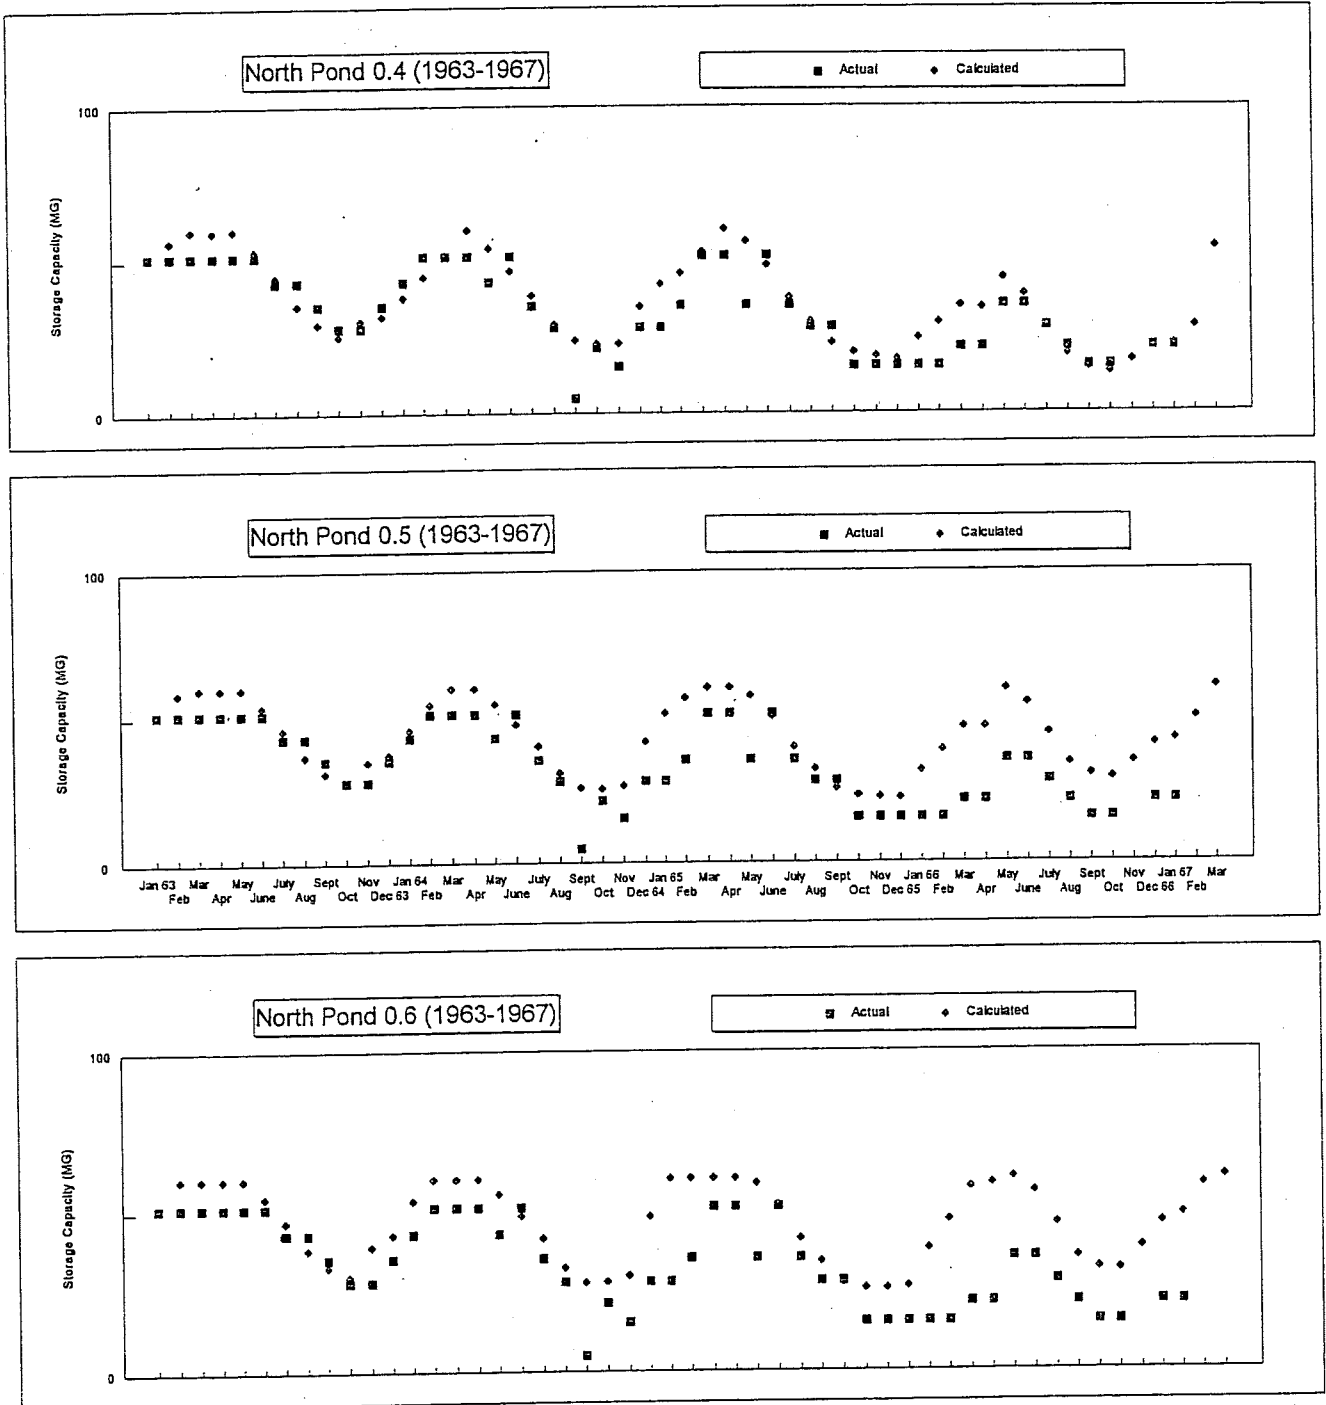 North Pond 0.4 (1963-1967)
Actual Calculated
100
Storage Capacity (MG)
0
North Pond 0.5 (1963-1967)
Actual Calculated
100
Storage Capacity (MG)
0
Jan 63 Mar May July Sept Nov Jan 64 Mar May July Sept Nov Jan 65 Mar May July Sept Nov Jan 66 Mar May July Sept Nov Jan 67 Mar
Feb Apr June Aug Oct Dec 63 Feb Apr June Aug Oct Dec 64 Feb Apr June Aug Oct Dec 65 Feb Apr June Aug Oct Dec 66 Feb
North Pond 0.6 (1963-1967)
Actual Calculated
100
Storage Capacity (MG)
0